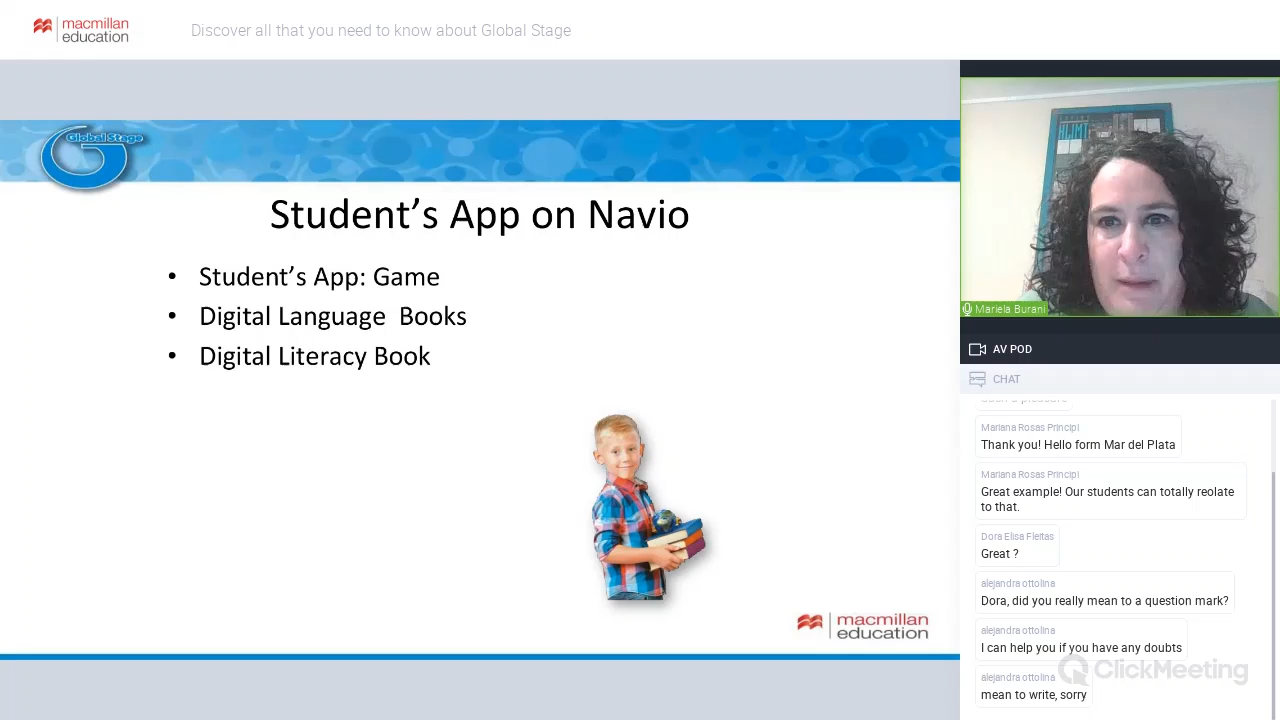 macmillan
education
Discover all that you need to know about Global Stage
Global Stage
Student's App on Navio
• Student's App: Game
• Digital Language Books
• Digital Literacy Book
macmillan
education
Mariela Burani
AV POD
CHAT
Mariana Rosas Principi
Thank you! Hello form Mar del Plata
Mariana Rosas Principi
Great example! Our students can totally reolate
to that.
Dora Elisa Fleitas
Great ?
alejandra ottolina
Dora, did you really mean to a question mark?
alejandra ottolina
I can help you if you have any doubts
ClickMeeting
alejandra ottolina
mean to write, sorry